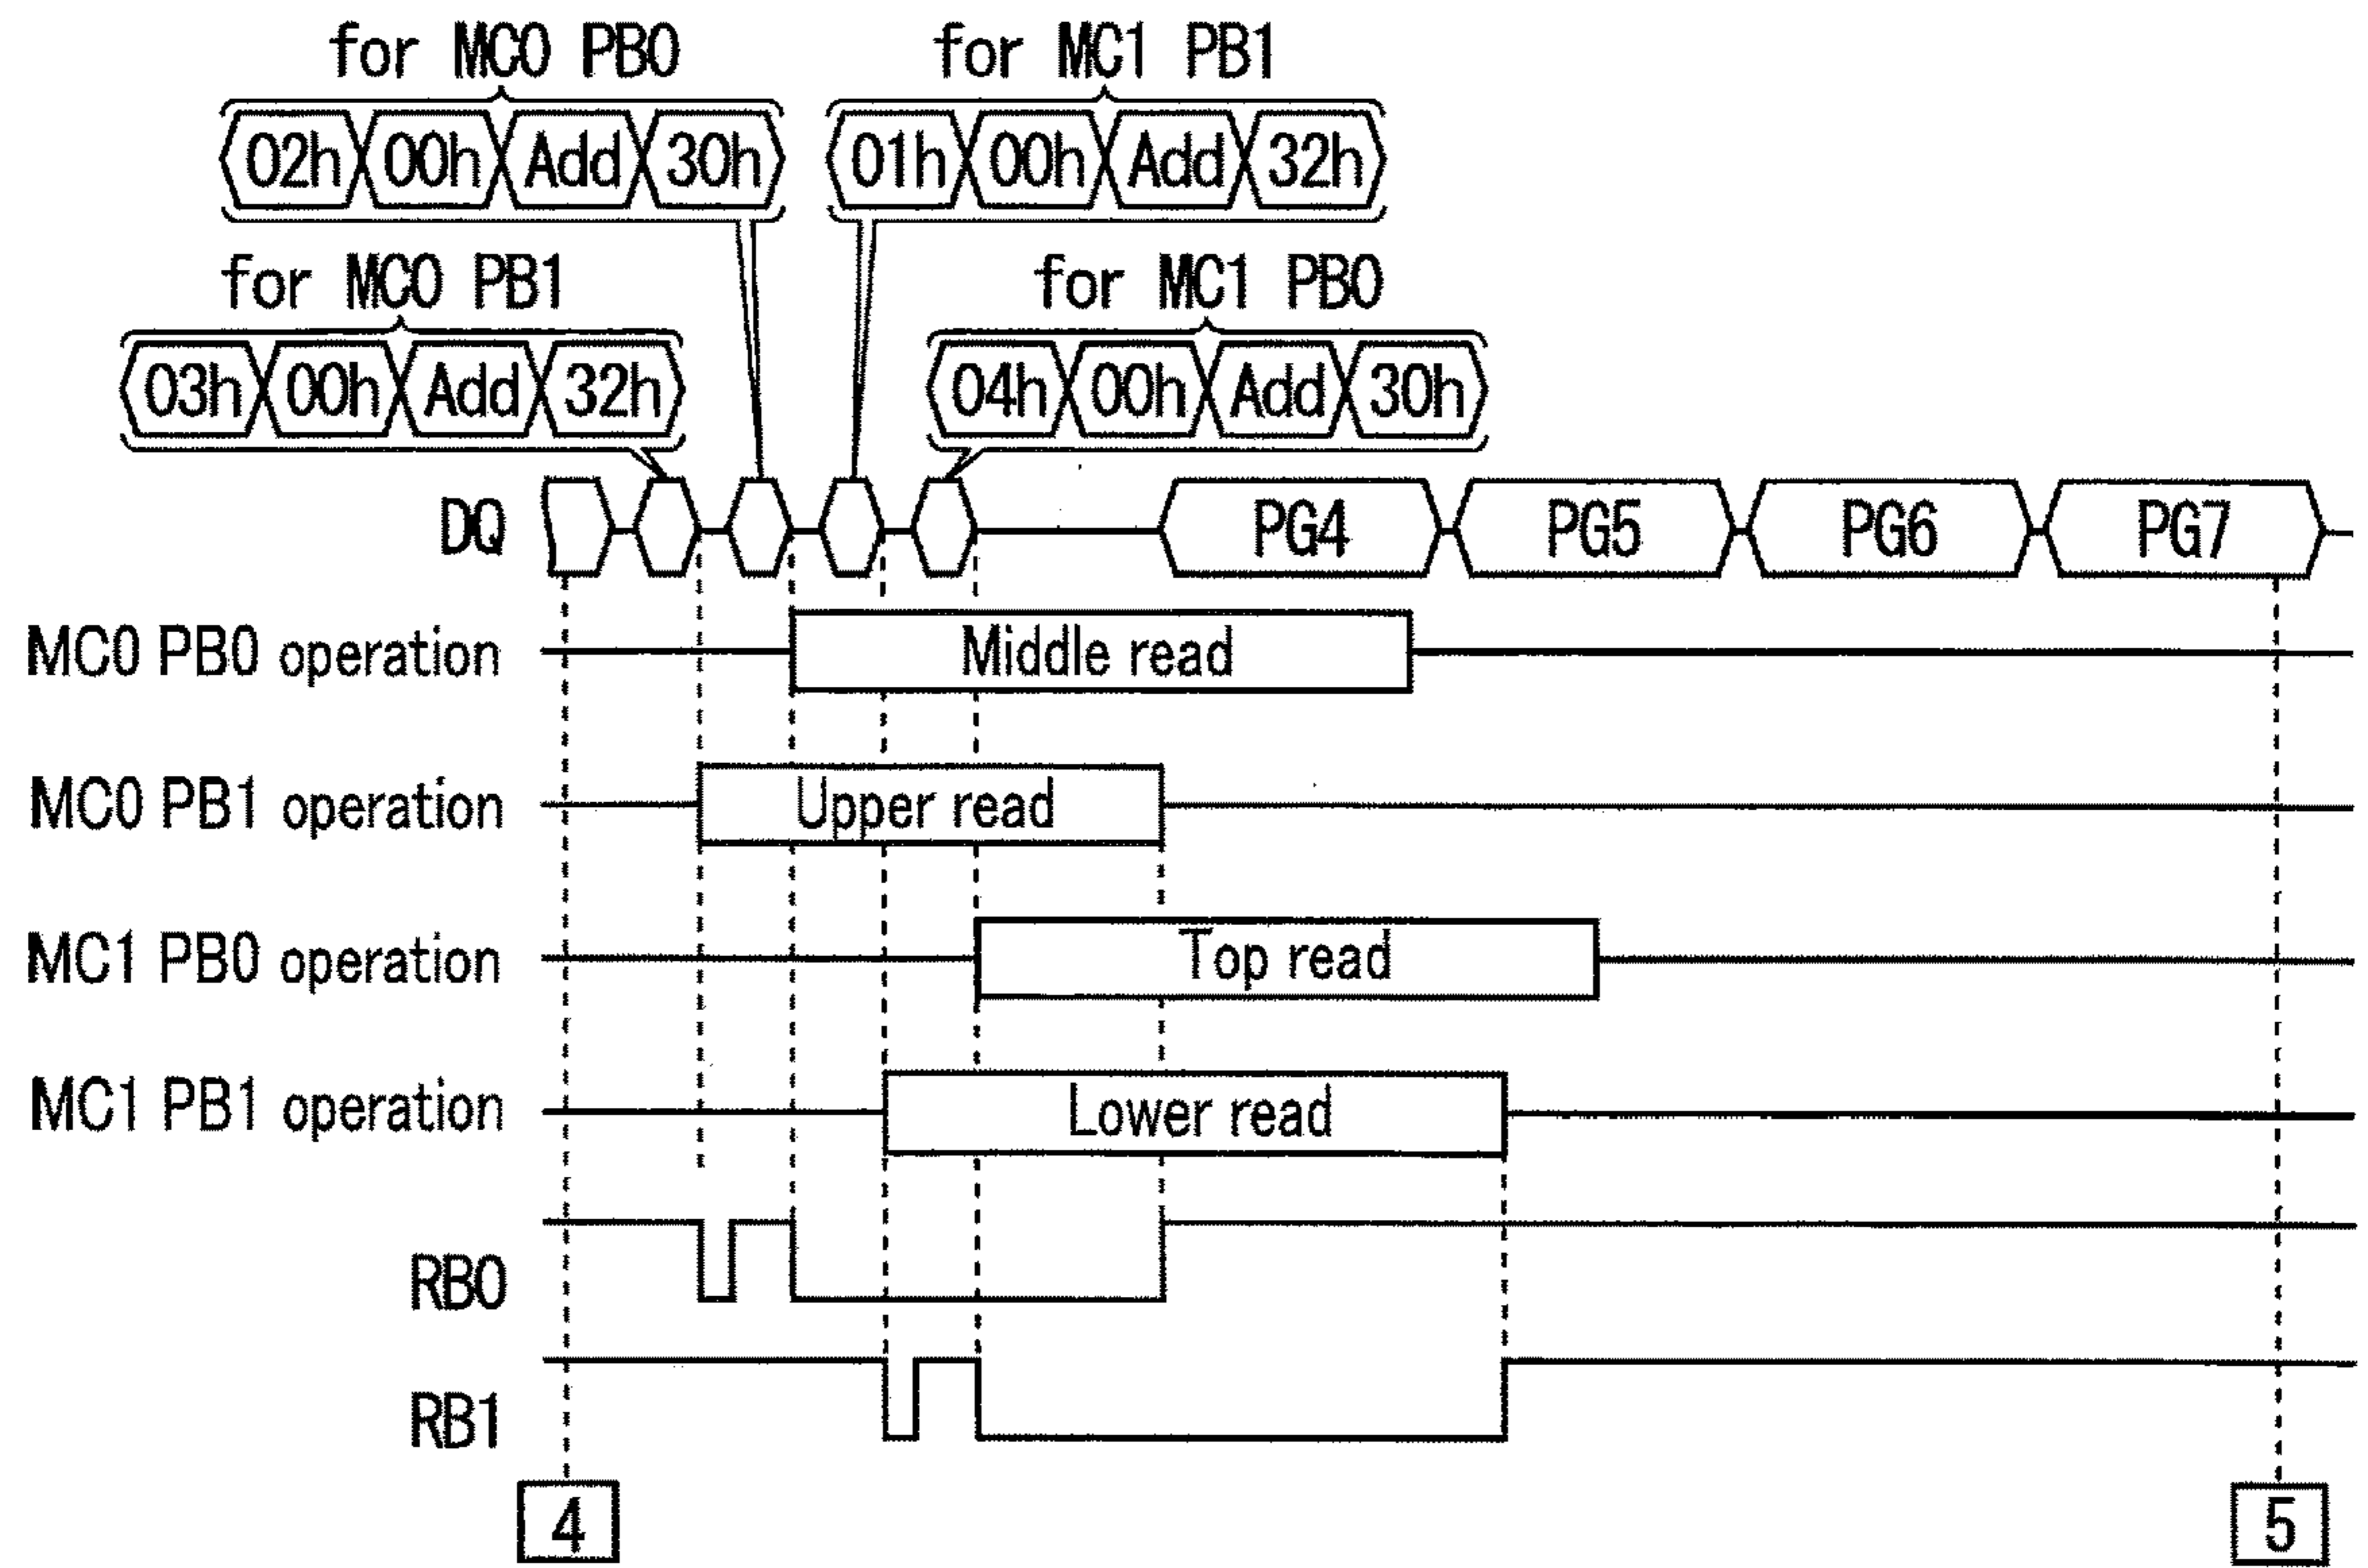 for MC0 PB0
for MC1 PB1
02h 00h Add 30h
01h 00h Add 32h
for MC0 PB1
for MC1 PB0
03h 00h Add 32h
04h 00h Add 30h
DQ PG4 PG5 PG6 PG7
MC0 PB0 operation Middle read
MC0 PB1 operation Upper read
MC1 PB0 operation Top read
MC1 PB1 operation Lower read
RB0
RB1
4 5